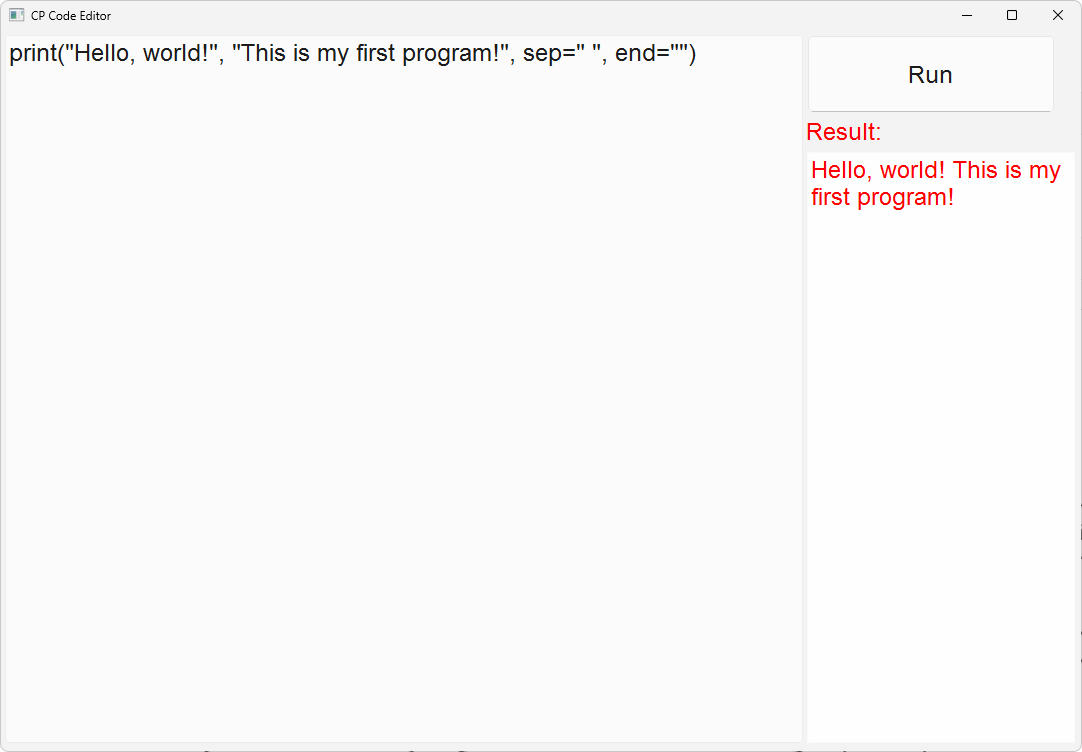 CP Code Editor
print("Hello, world!", "This is my first program!", sep=" ", end="")
Run
Result:
Hello, world! This is my
first program!